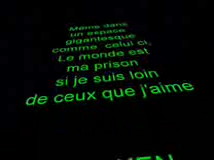 Même dans
un espace
gigantesque
comme celui ci,
Le monde est
ma prison
si je suis loin
de ceux que j'aime